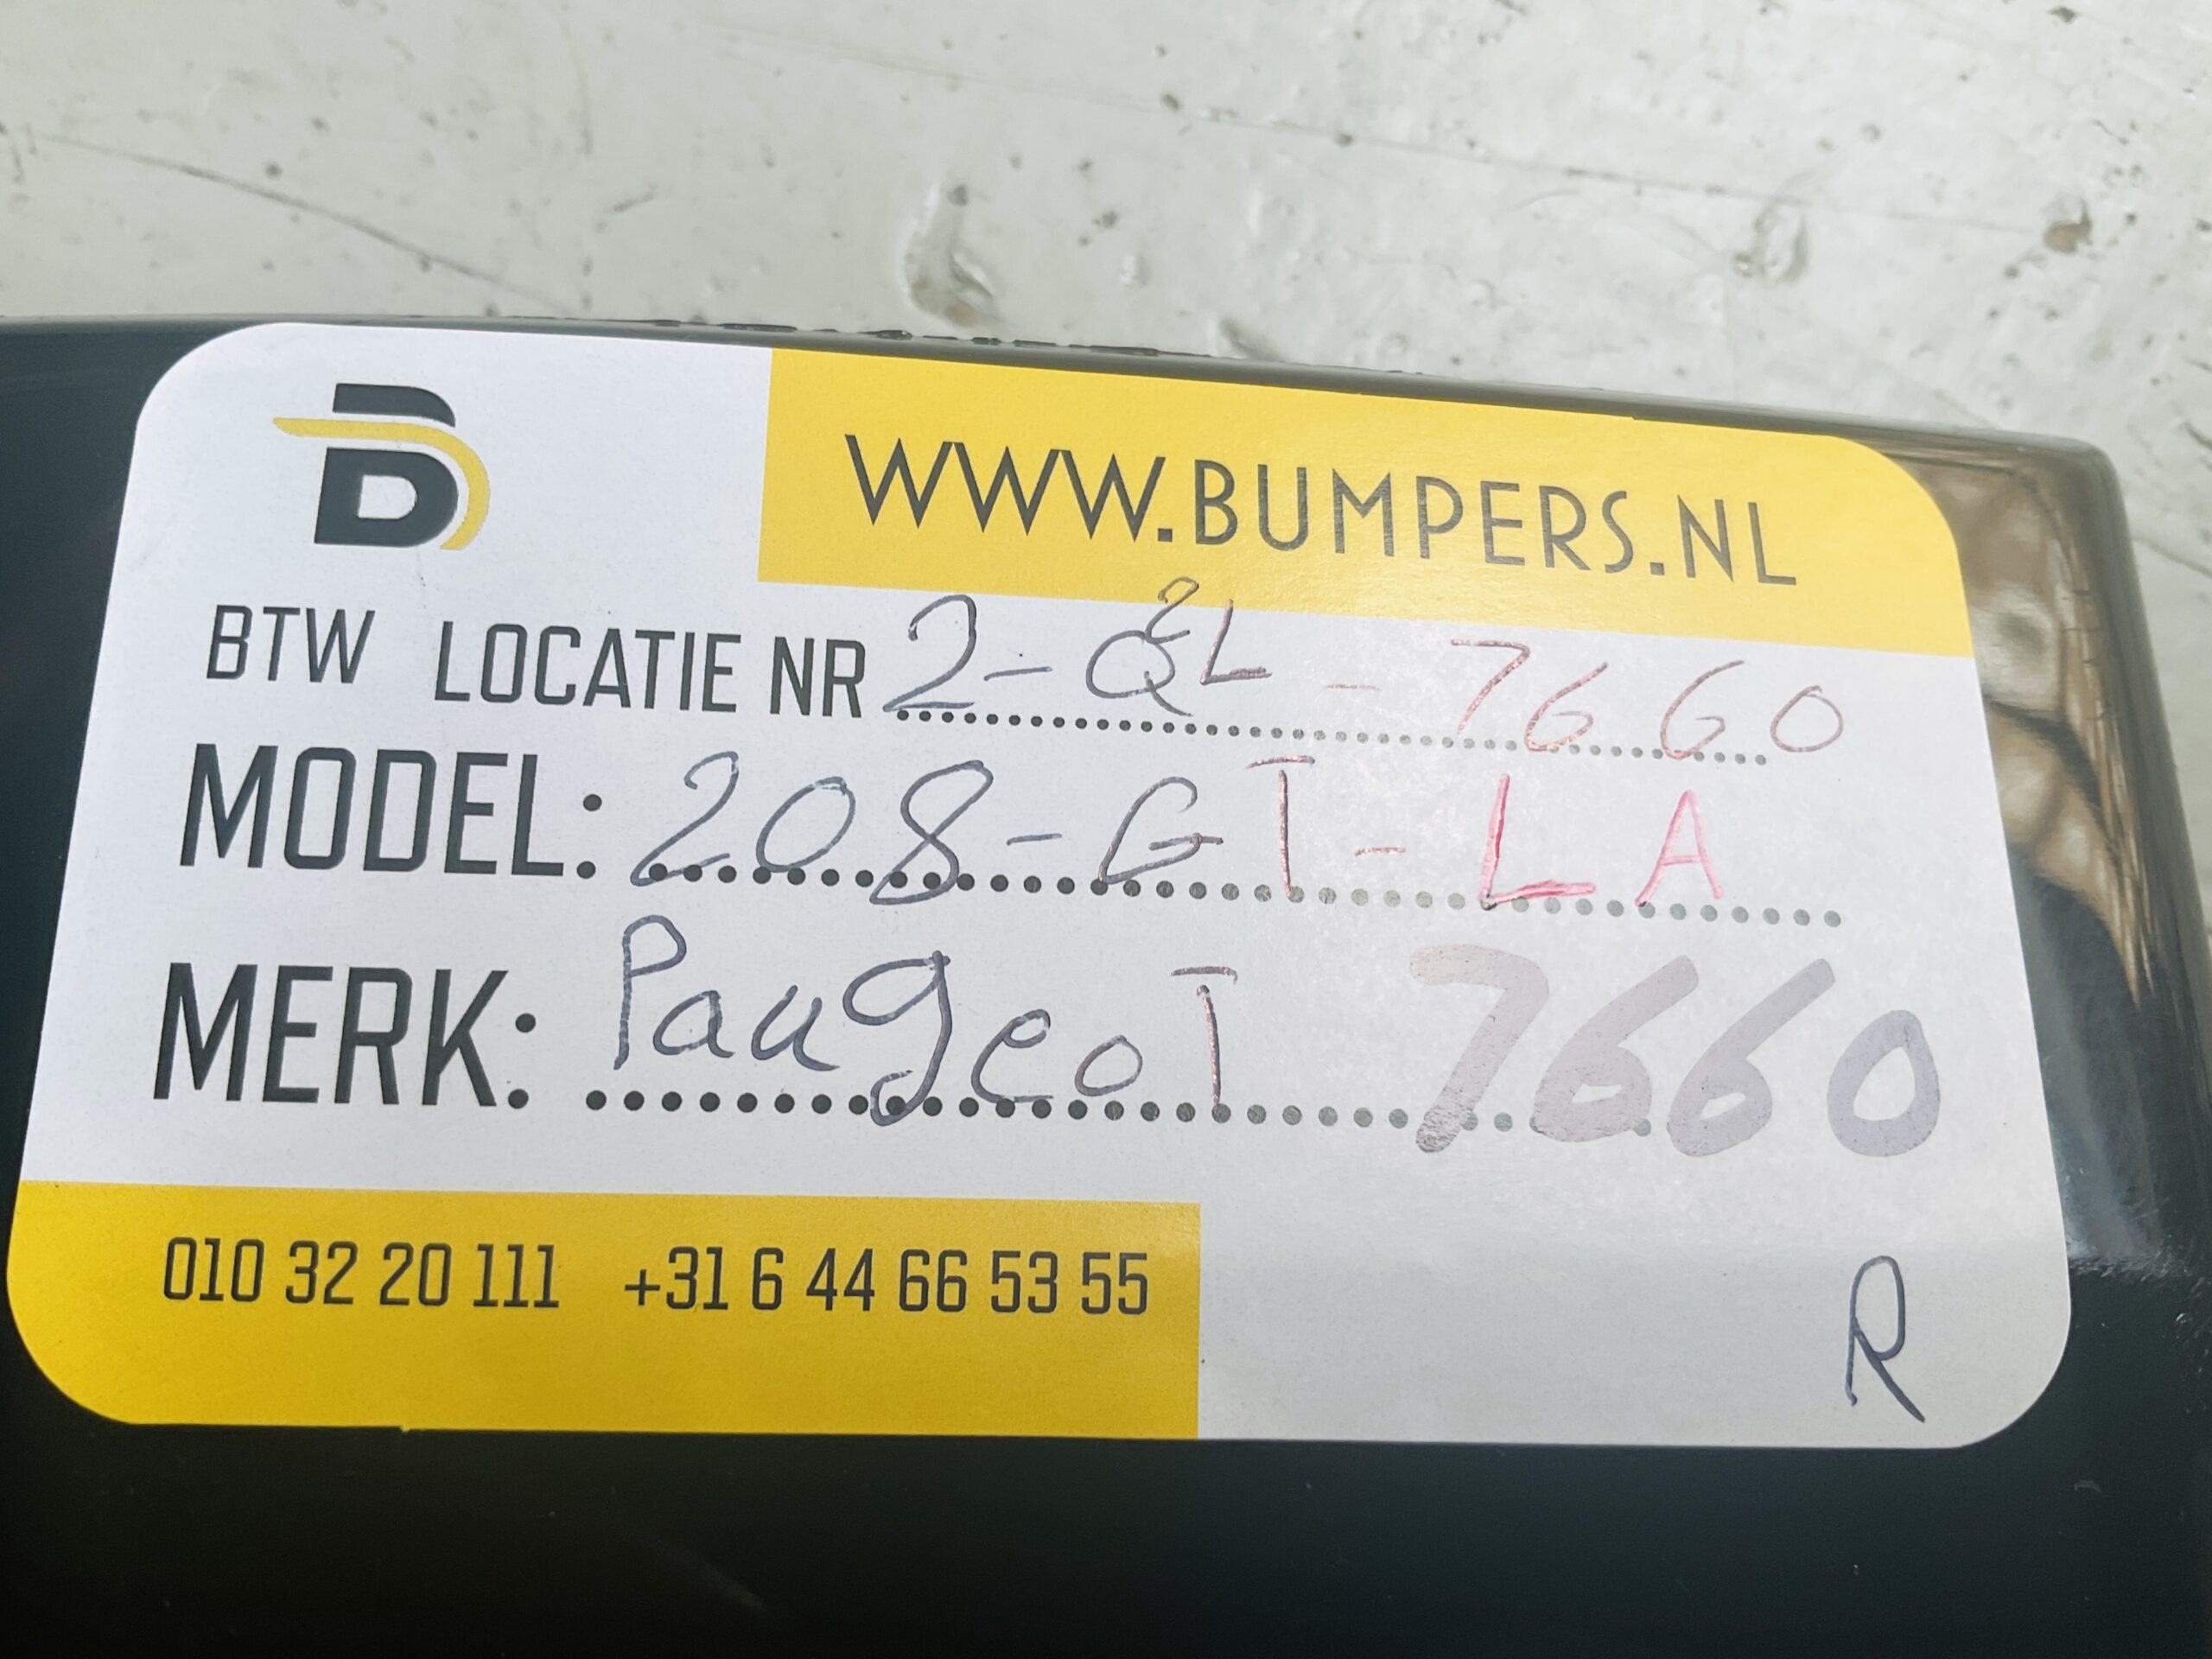 B
WWW.BUMPERS.NL
BTW LOCATIE NR 2- L - 7660
MODEL: 208-GT-LA
MERK: PaugeoT 7660
010 32 20 111 +31 6 44 66 53 55
R